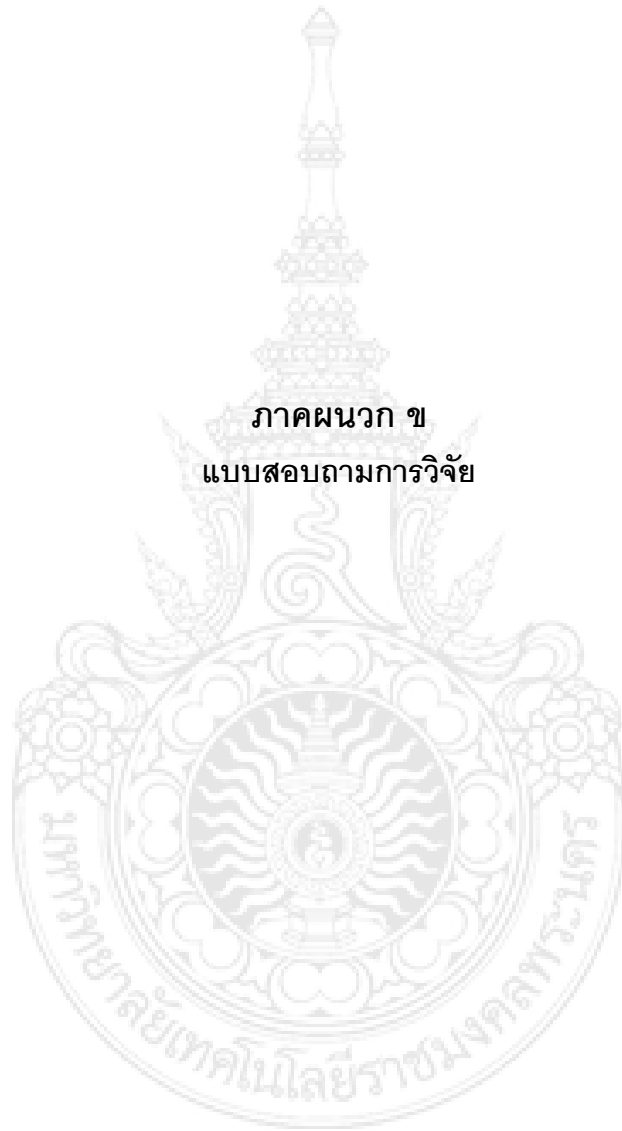 ภาคผนวก ข
แบบสอบถามการวิจัย
มหาวิทยาลัยเทคโนโลยีราชมงคลพระนคร